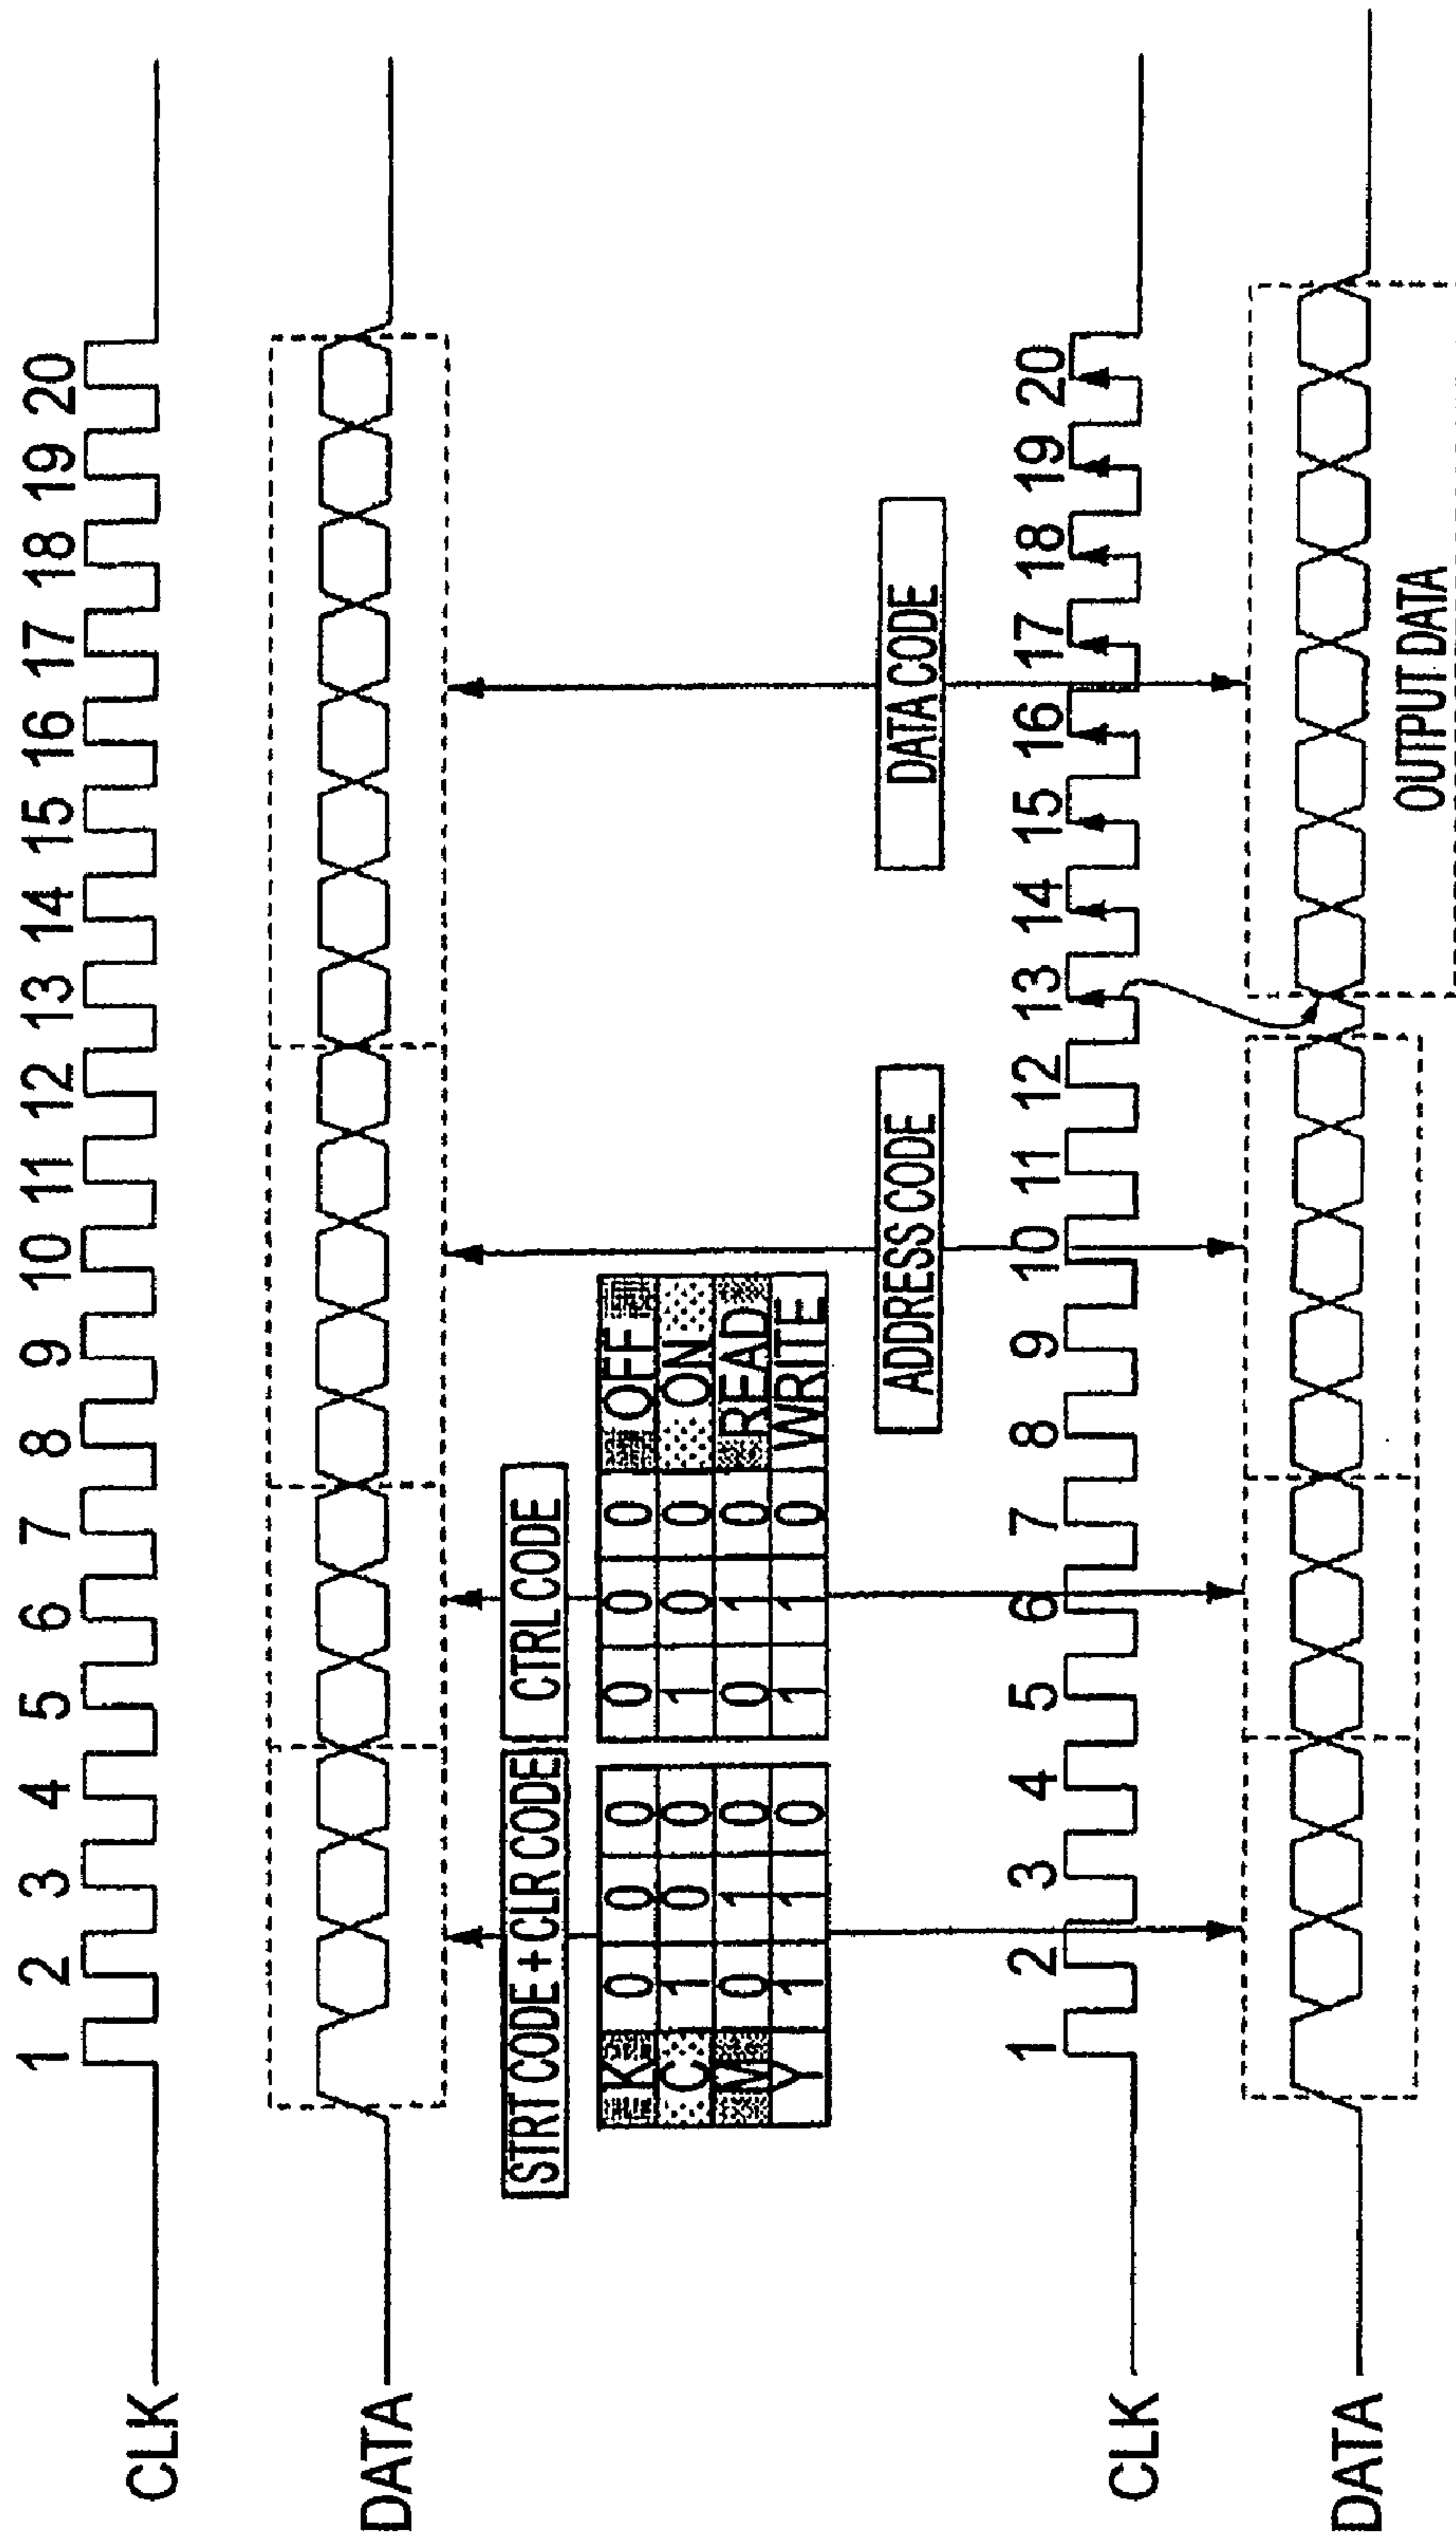 1 2 3 4 5 6 7 8 9 10 11 12 13 14 15 16 17 18 19 20
CLK
DATA
STRT CODE + CLR CODE
CTRL CODE
K 0 0 0
C 1 0 0
M 0 1 0
Y 1 1 0
0 0 0 OFF
1 0 0 ON
0 1 0 READ
1 1 0 WRITE
ADDRESS CODE
DATA CODE
1 2 3 4 5 6 7 8 9 10 11 12 13 14 15 16 17 18 19 20
CLK
DATA
OUTPUT DATA